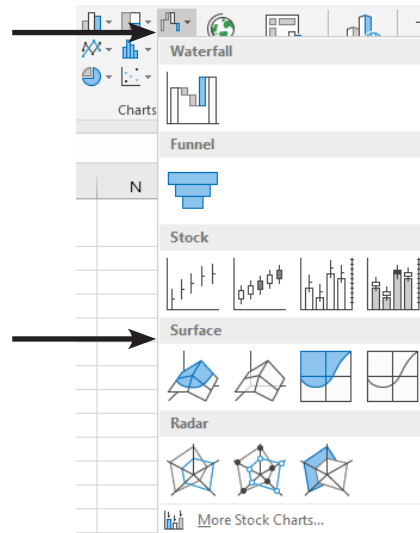 Waterfall
Charts
Funnel
N
Stock
Surface
Radar
More Stock Charts...